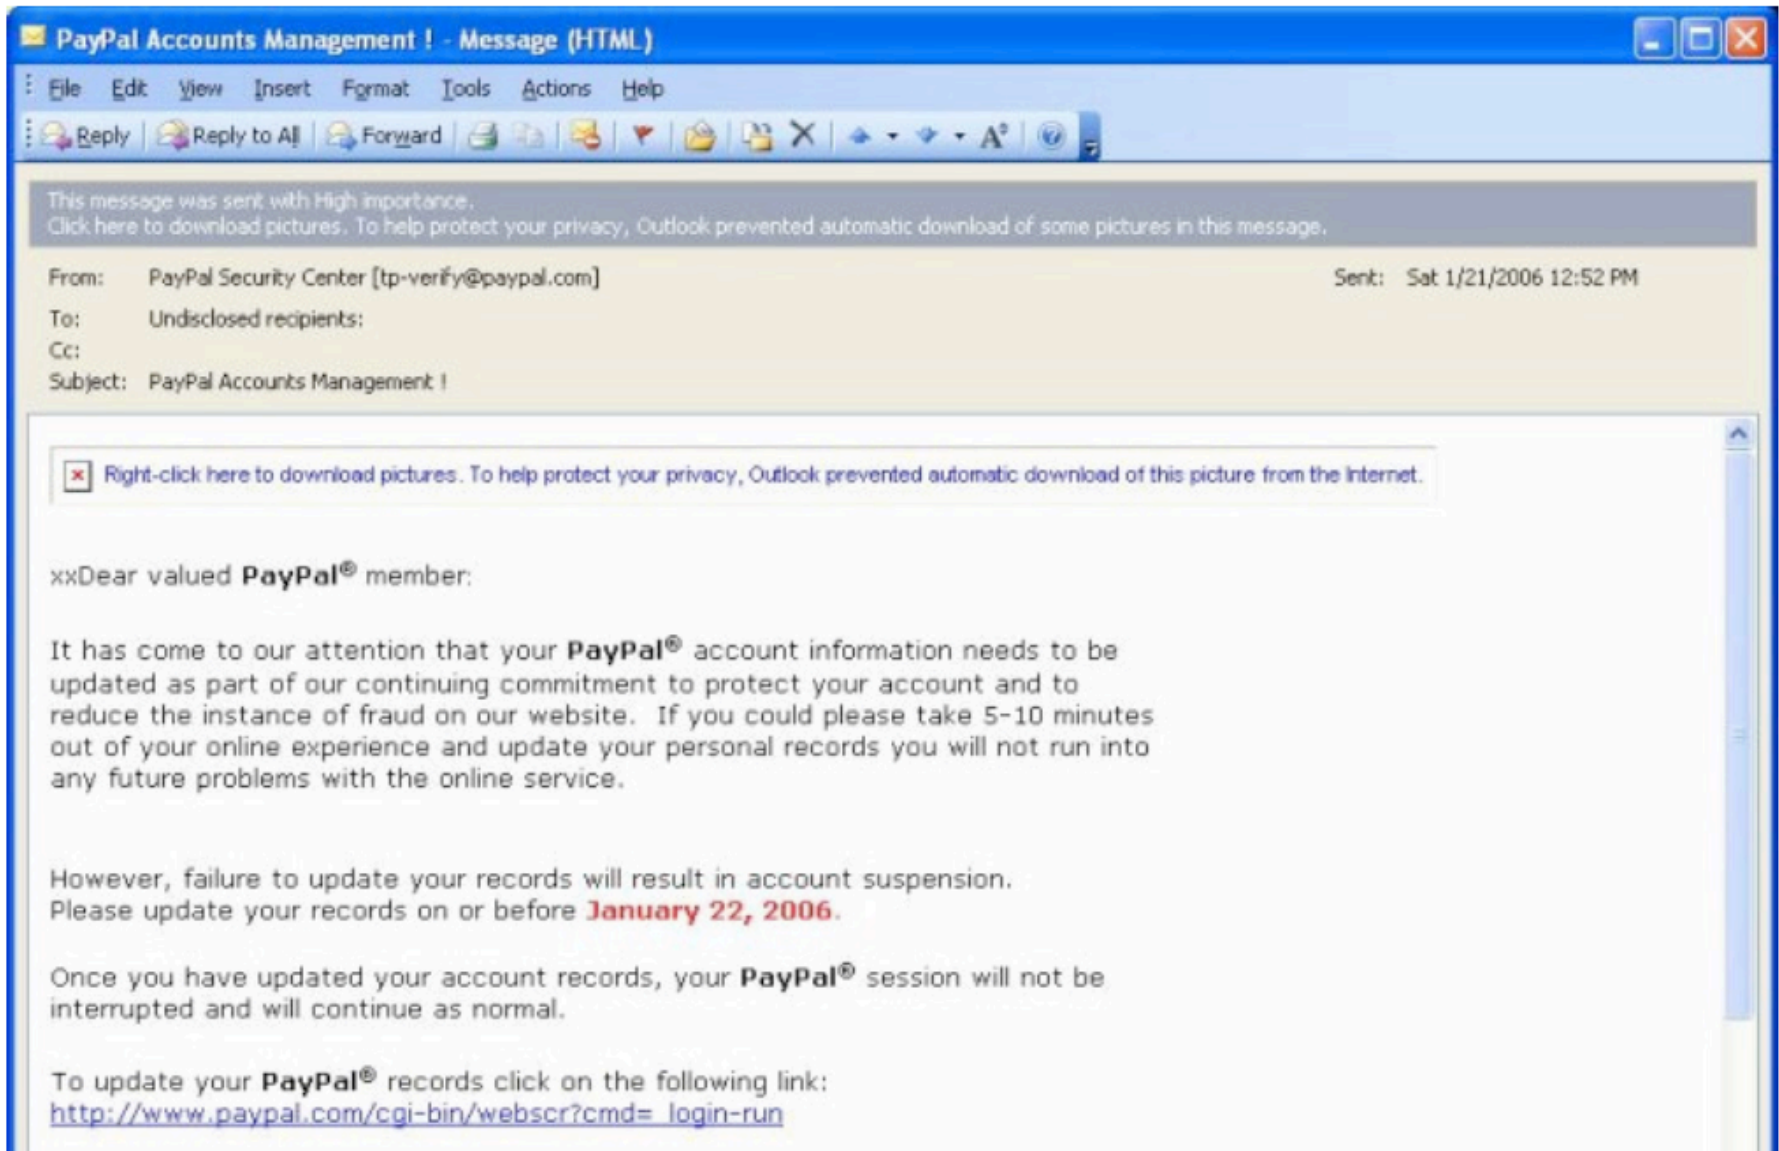 PayPal Accounts Management ! - Message (HTML)
File Edit View Insert Format Tools Actions Help
Reply Reply to All Forward
This message was sent with High importance.
Click here to download pictures. To help protect your privacy, Outlook prevented automatic download of some pictures in this message.
From: PayPal Security Center [tp-verify@paypal.com] Sent: Sat 1/21/2006 12:52 PM
To: Undisclosed recipients:
Cc:
Subject: PayPal Accounts Management !
Right-click here to download pictures. To help protect your privacy, Outlook prevented automatic download of this picture from the Internet.
xxDear valued PayPal® member:
It has come to our attention that your PayPal® account information needs to be
updated as part of our continuing commitment to protect your account and to
reduce the instance of fraud on our website. If you could please take 5-10 minutes
out of your online experience and update your personal records you will not run into
any future problems with the online service.
However, failure to update your records will result in account suspension.
Please update your records on or before January 22, 2006.
Once you have updated your account records, your PayPal® session will not be
interrupted and will continue as normal.
To update your PayPal® records click on the following link:
http://www.paypal.com/cgi-bin/webscr?cmd=_login-run